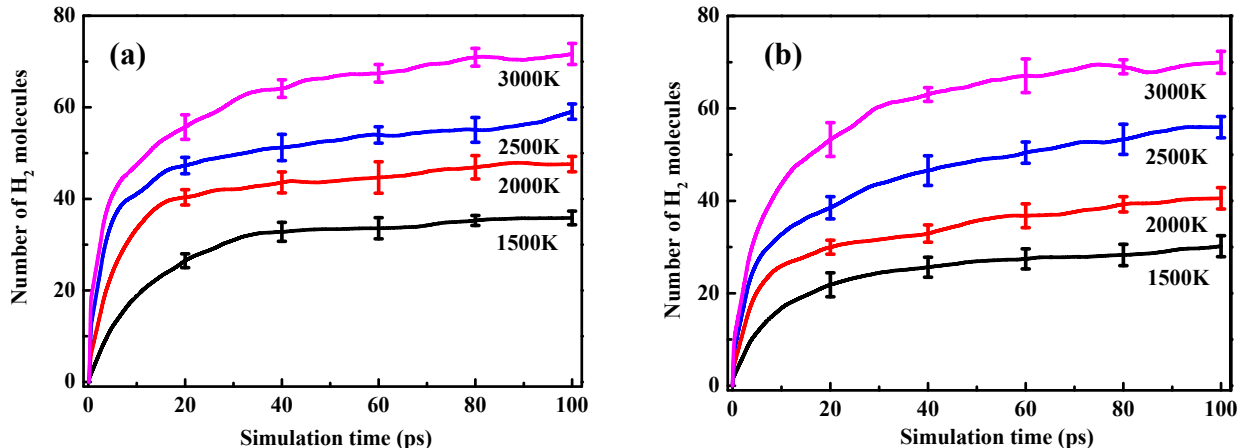 (a)
Number of H2 molecules
80
60
40
20
0
3000K
2500K
2000K
1500K
0 20 40 60 80 100
Simulation time (ps)
(b)
Number of H2 molecules
80
60
40
20
0
3000K
2500K
2000K
1500K
0 20 40 60 80 100
Simulation time (ps)